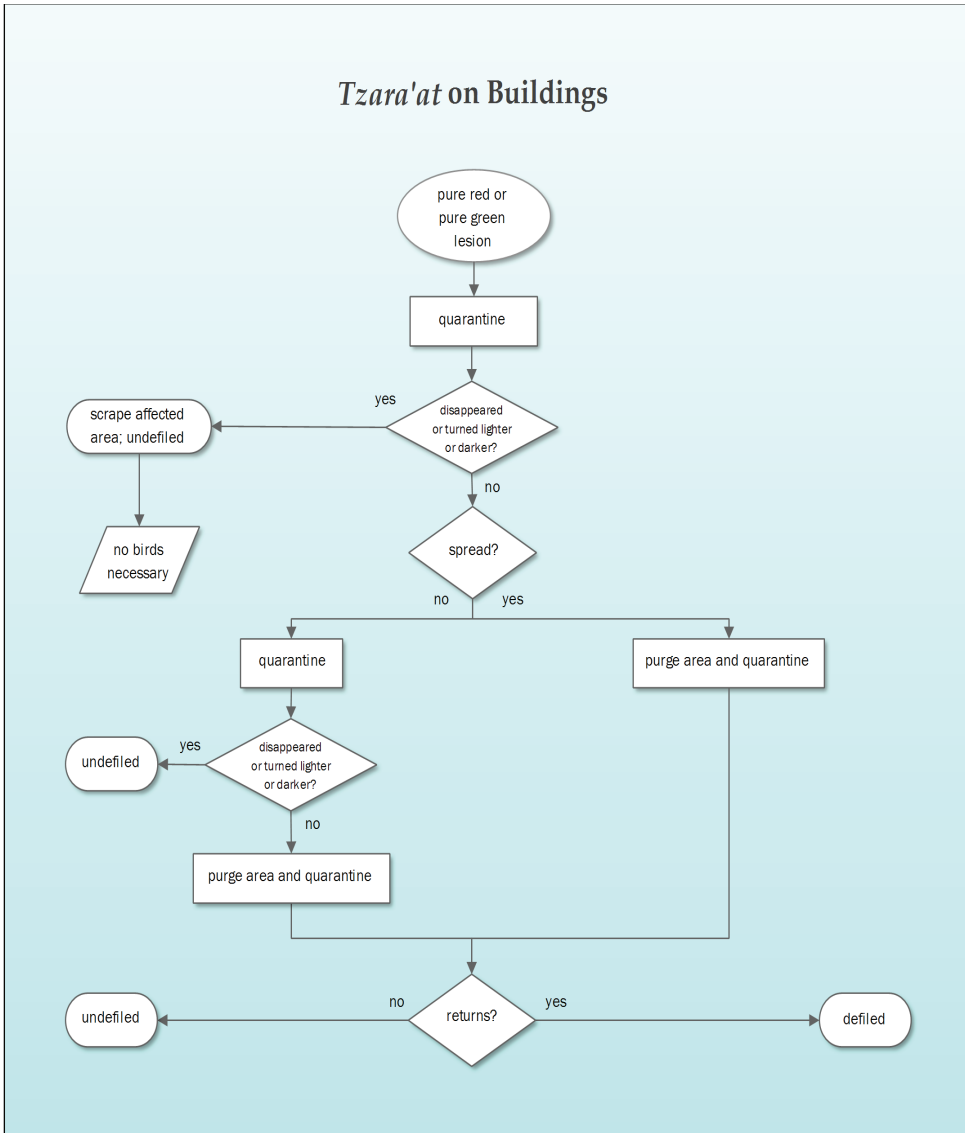 Tzara'at on Buildings
pure red or
pure green
lesion
quarantine
yes
disappeared
or turned lighter
or darker?
scrape affected
area; undefiled
no
no birds
necessary
spread?
no
yes
quarantine
purge area and quarantine
yes
disappeared
or turned lighter
or darker?
undefiled
no
purge area and quarantine
no
yes
undefiled
returns?
defiled